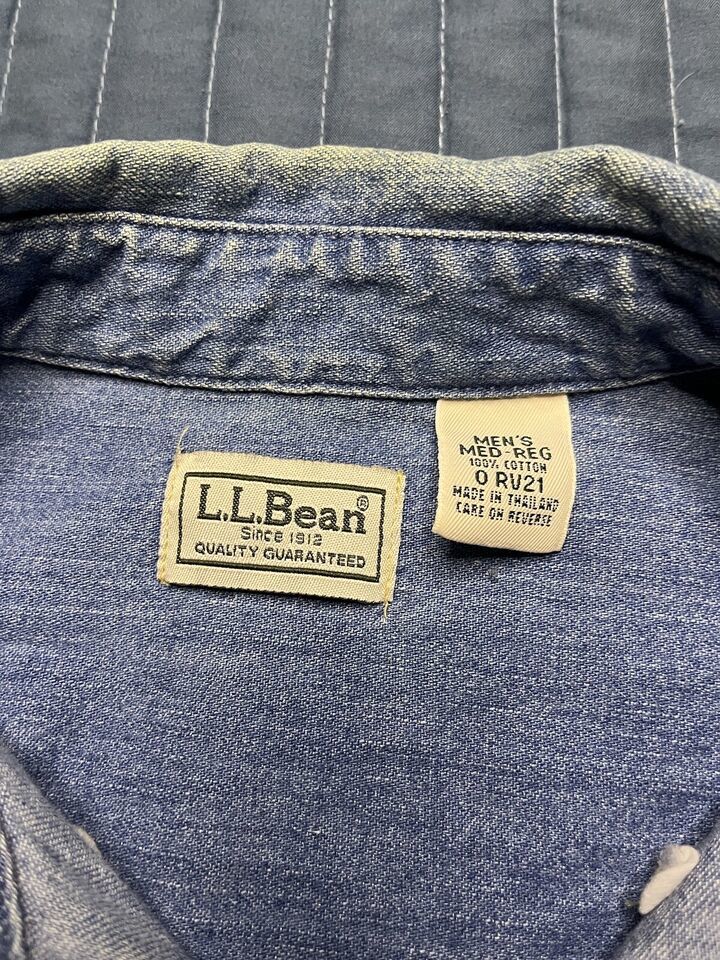 L.L.Bean®
Since 1912
QUALITY GUARANTEED
MEN'S
MED-REG
100% COTTON
0 RV21
MADE IN THAILAND
CARE ON REVERSE